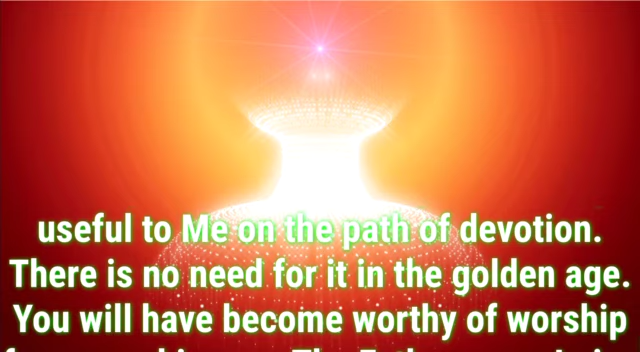 useful to Me on the path of devotion.
There is no need for it in the golden age.
You will have become worthy of worship